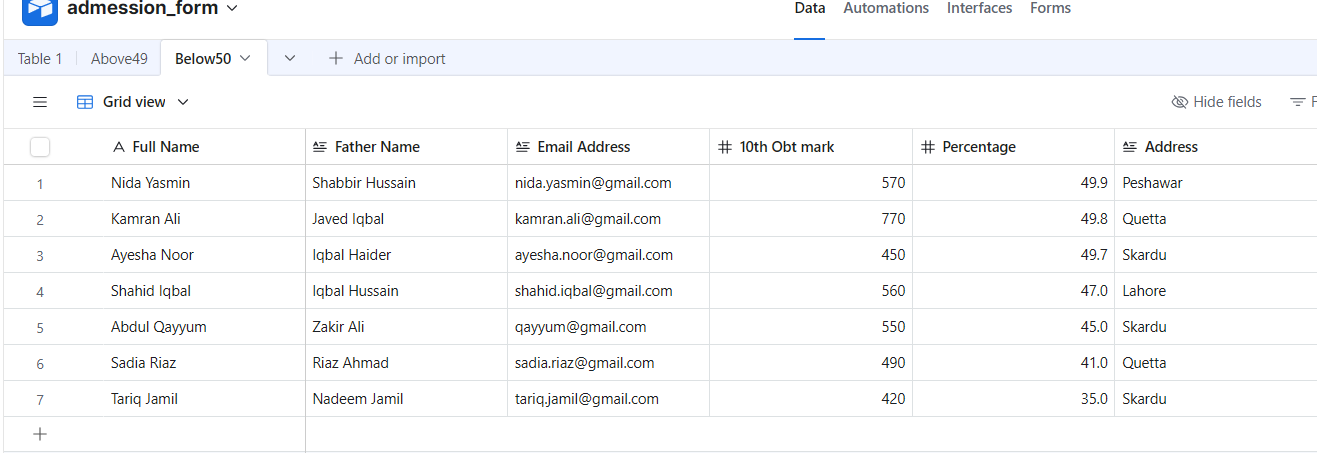 admession_form Data Automations Interfaces Forms
Table 1 Above49 Below50 Add or import
Grid view Hide fields F
Full Name Father Name Email Address 10th Obt mark Percentage Address
1 Nida Yasmin Shabbir Hussain nida.yasmin@gmail.com 570 49.9 Peshawar
2 Kamran Ali Javed Iqbal kamran.ali@gmail.com 770 49.8 Quetta
3 Ayesha Noor Iqbal Haider ayesha.noor@gmail.com 450 49.7 Skardu
4 Shahid Iqbal Iqbal Hussain shahid.iqbal@gmail.com 560 47.0 Lahore
5 Abdul Qayyum Zakir Ali qayyum@gmail.com 550 45.0 Skardu
6 Sadia Riaz Riaz Ahmad sadia.riaz@gmail.com 490 41.0 Quetta
7 Tariq Jamil Nadeem Jamil tariq.jamil@gmail.com 420 35.0 Skardu